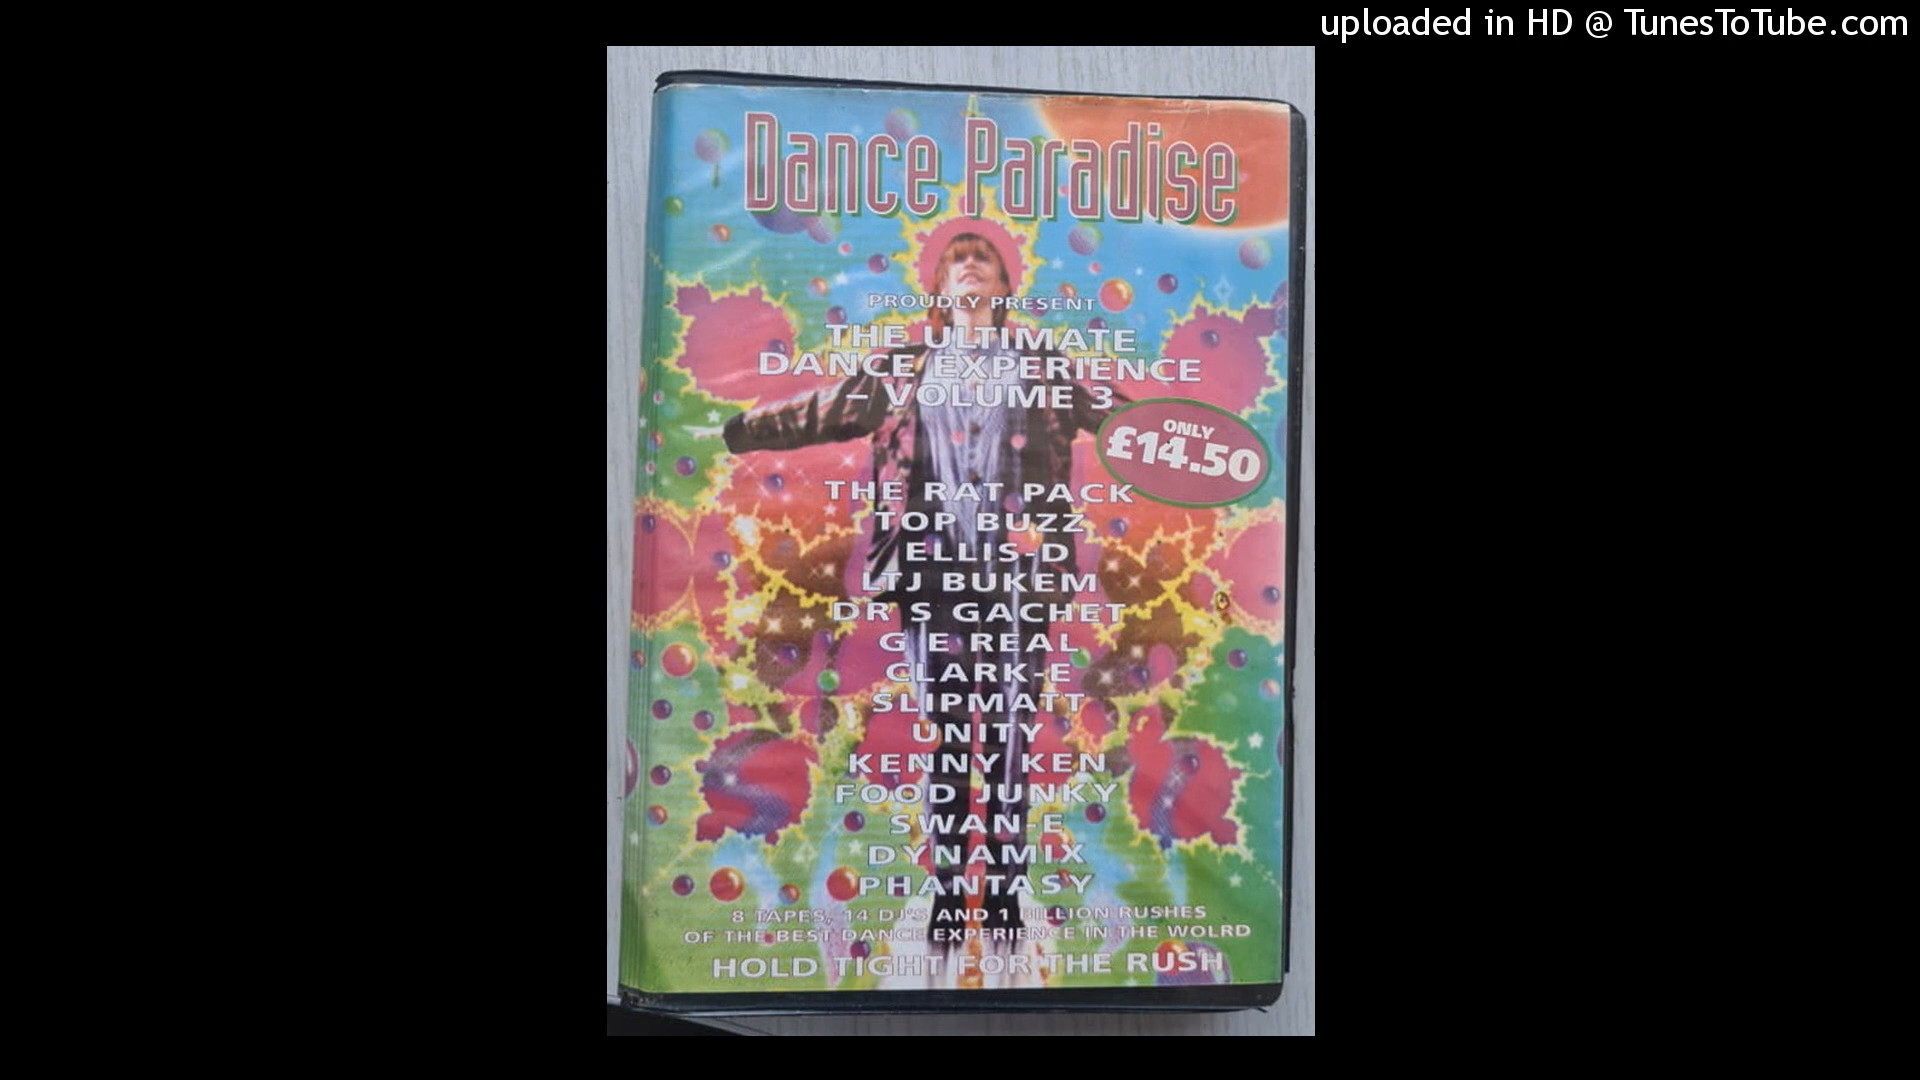 uploaded in HD @ TunesToTube.com
Dance Paradise
PROUDLY PRESENT
THE ULTIMATE
DANCE EXPERIENCE
– VOLUME 3
ONLY
£14.50
THE RAT PACK
TOP BUZZ
ELLIS-D
LTJ BUKEM
DR S GACHET
G E REAL
CLARK-E
SLIPMATT
UNITY
KENNY KEN
FOOD JUNKY
SWAN-E
DYNAMIX
PHANTASY
8 TAPES, 14 DJ'S AND 1 BILLION RUSHES
OF THE BEST DANCE EXPERIENCE IN THE WOLRD
HOLD TIGHT FOR THE RUSH